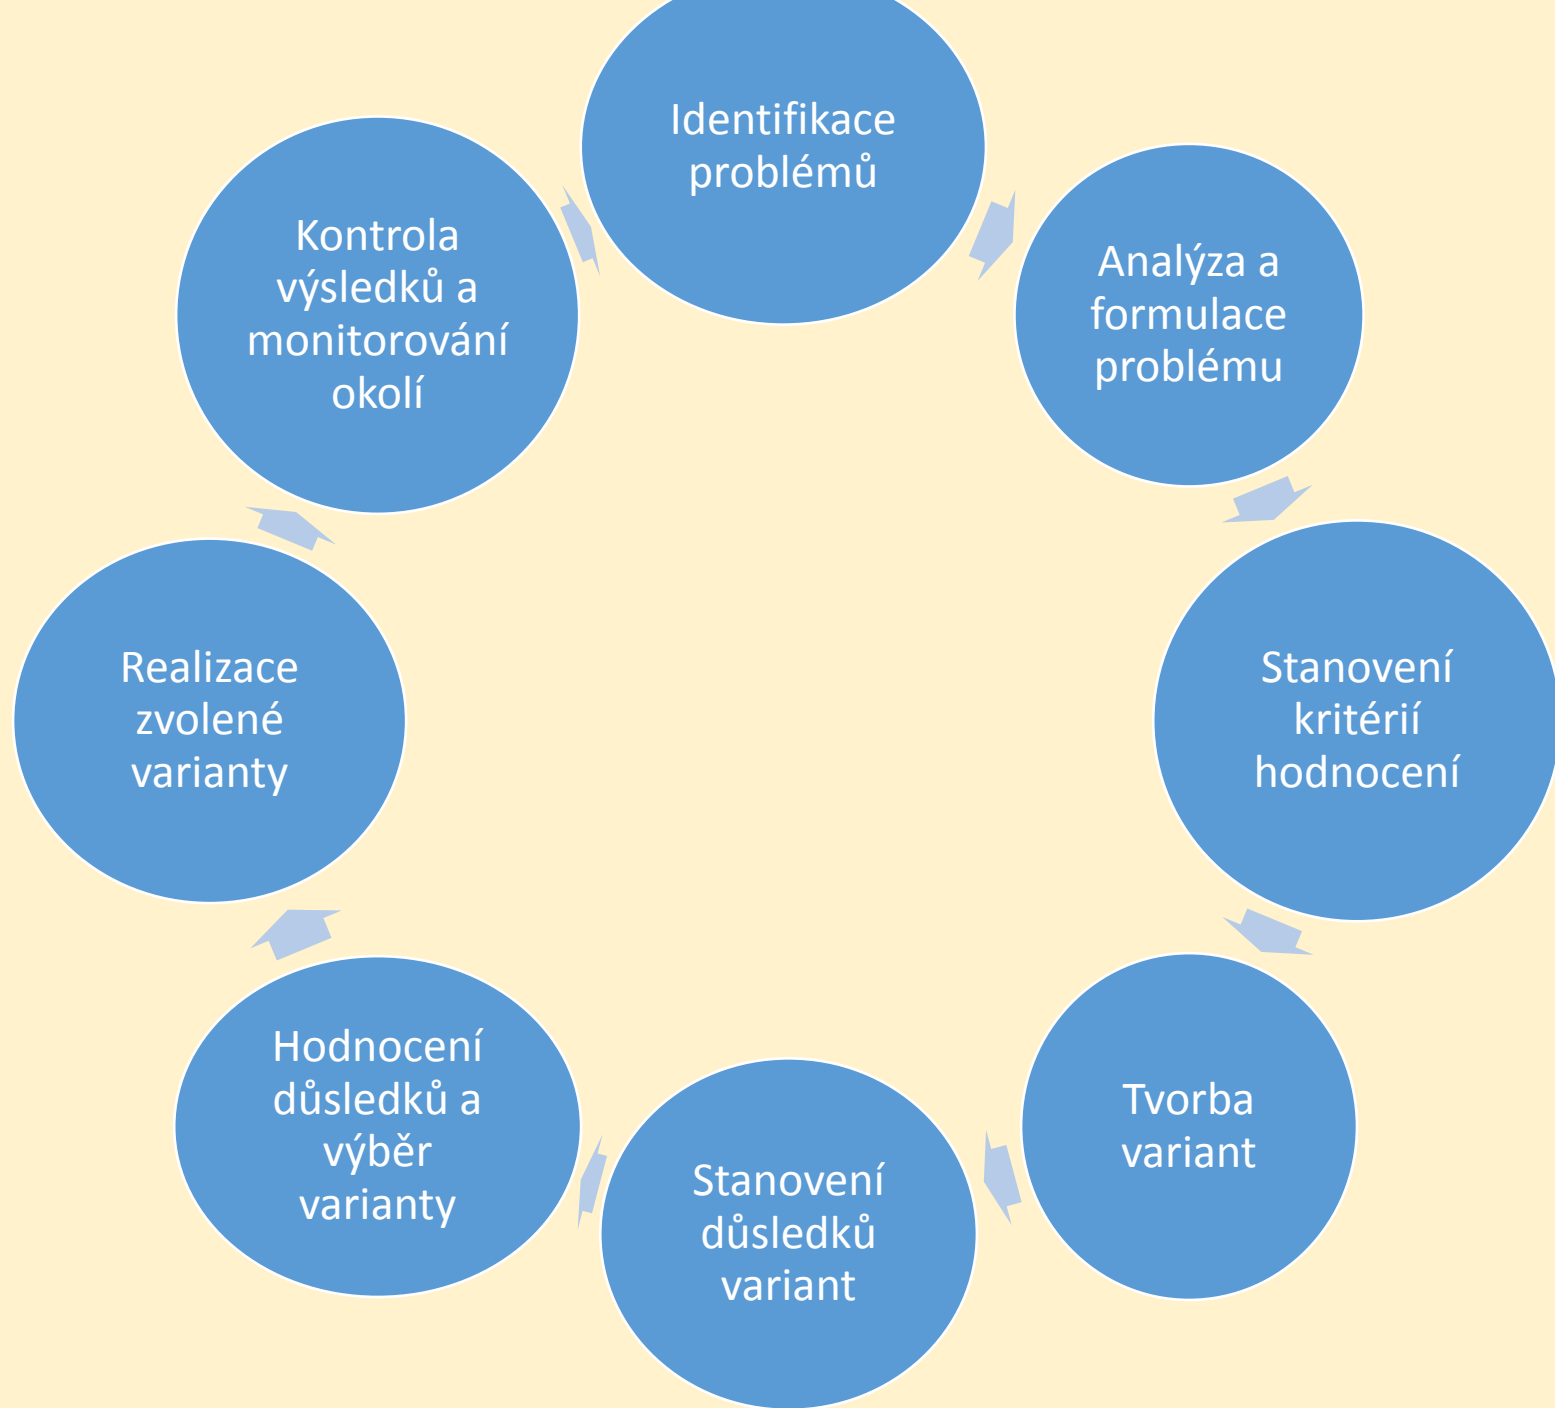 Identifikace
problémů
Analýza a
formulace
problému
Stanovení
kritérií
hodnocení
Tvorba
variant
Stanovení
důsledků
variant
Hodnocení
důsledků a
výběr
varianty
Realizace
zvolené
varianty
Kontrola
výsledků a
monitorování
okolí